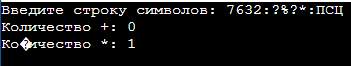 Введите строку символов: 7632:?%?*:ПСЦ
Количество +: 0
Ко�ичество *: 1